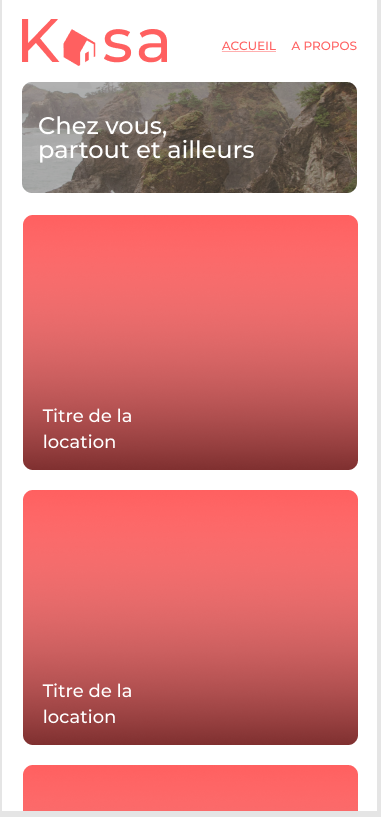 Kasa
ACCUEIL A PROPOS
Chez vous,
partout et ailleurs
Titre de la
location
Titre de la
location